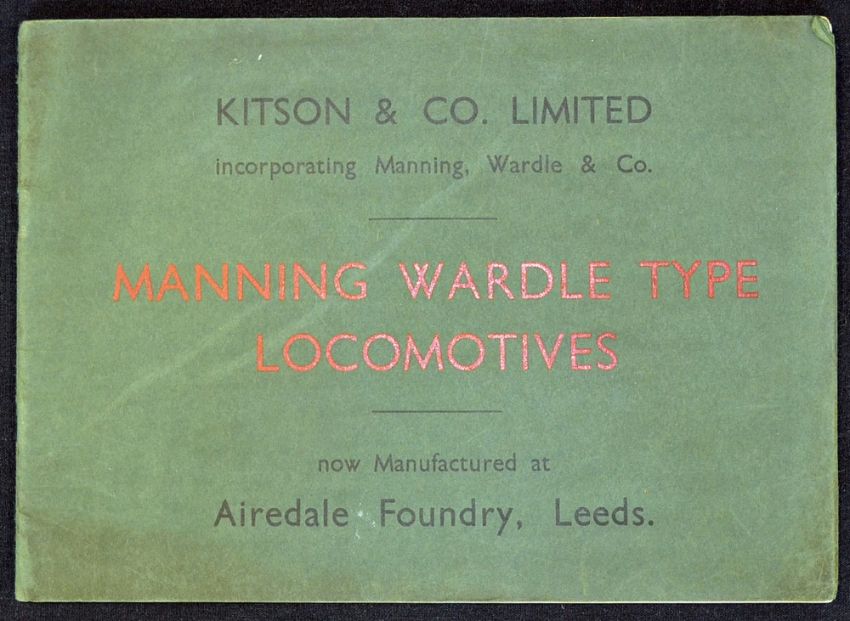 KITSON & CO. LIMITED
incorporating Manning, Wardle & Co.
MANNING WARDLE TYPE
LOCOMOTIVES
now Manufactured at
Airedale Foundry, Leeds.